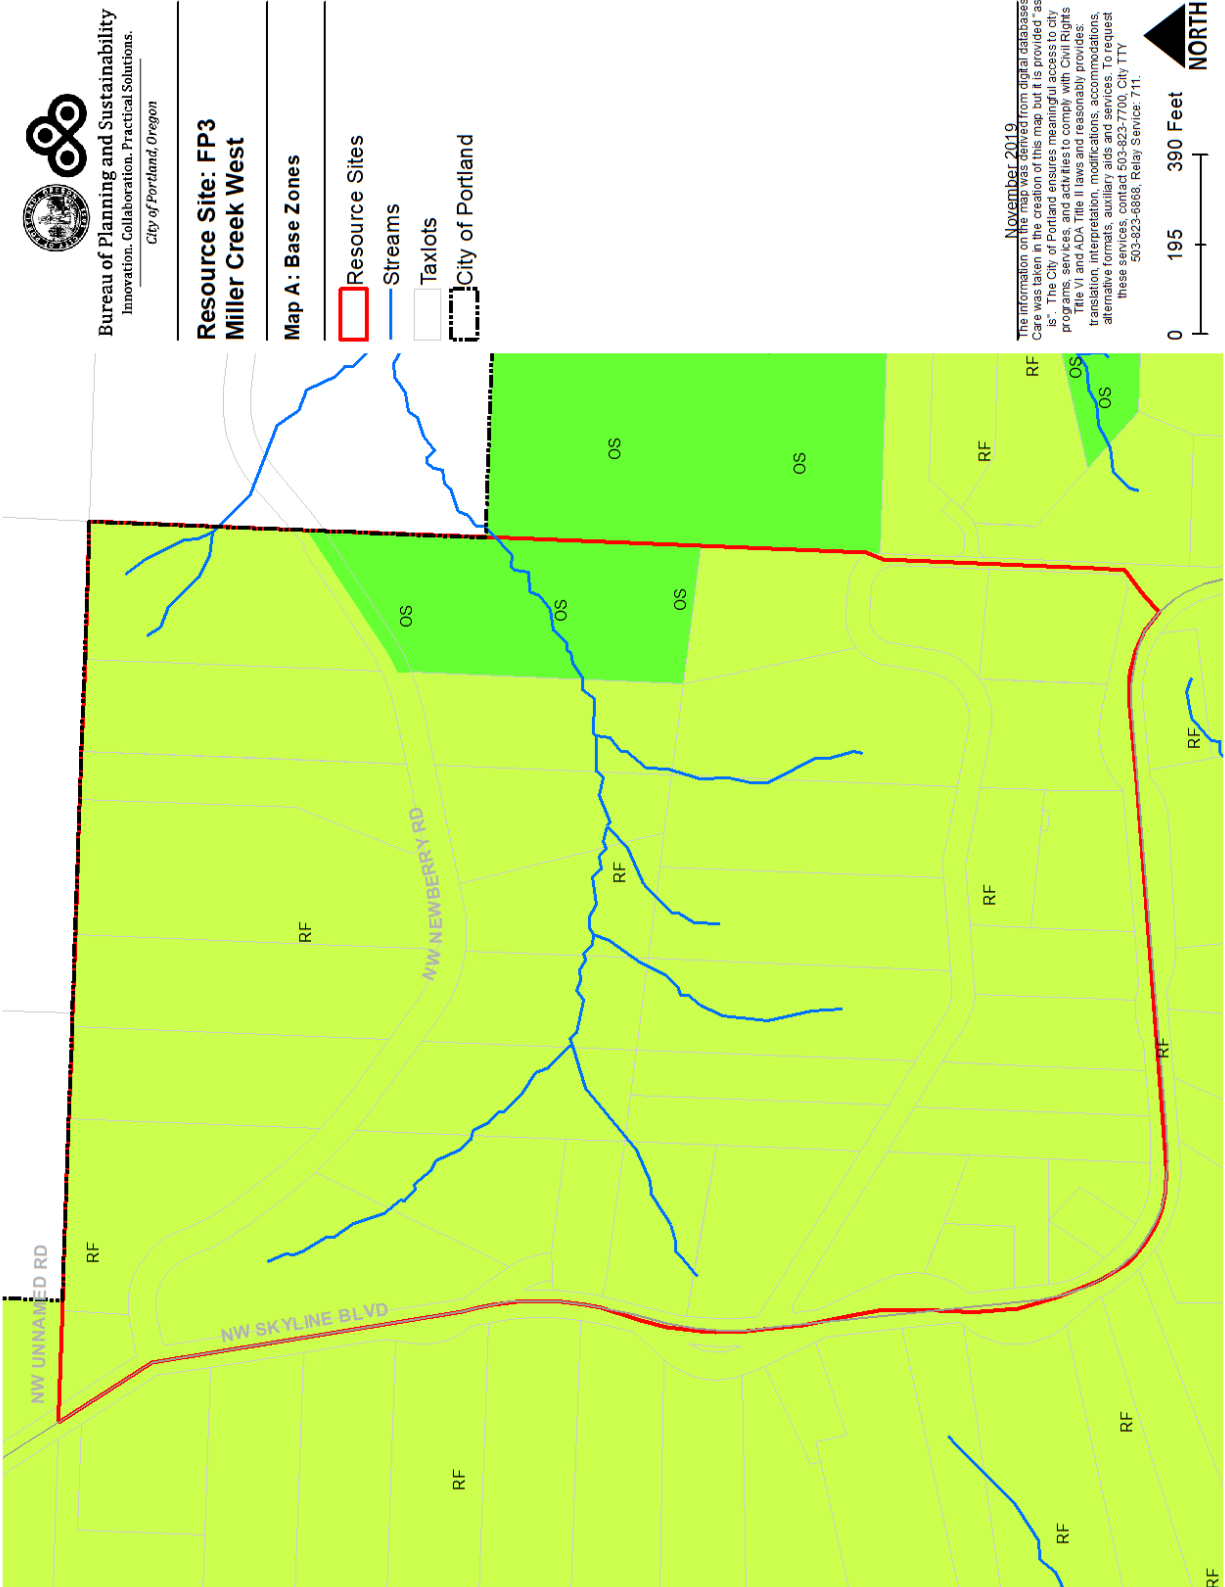 Bureau of Planning and Sustainability
Innovation. Collaboration. Practical Solutions.
City of Portland, Oregon
Resource Site: FP3
Miller Creek West
Map A: Base Zones
Resource Sites
Streams
Taxlots
City of Portland
November 2019
The information on the map was derived from digital databases
Care was taken in the creation of this map but it is provided "as
is". The City of Portland ensures meaningful access to city
programs, services, and activities to comply with Civil Rights
Title VI and ADA Title II laws and reasonably provides:
translation, interpretation, modifications, accommodations,
alternative formats, auxiliary aids and services. To request
these services, contact 503-823-7700, City TTY
503-823-6868, Relay Service: 711.
0 195 390 Feet
NORTH
NW UNNAMED RD
RF
NW SKYLINE BLVD
RF
NW NEWBERRY RD
OS
RF
RF
OS
OS
OS
OS
RF
RF
RF
OS
OS
RF
RF
RF
RF
RF